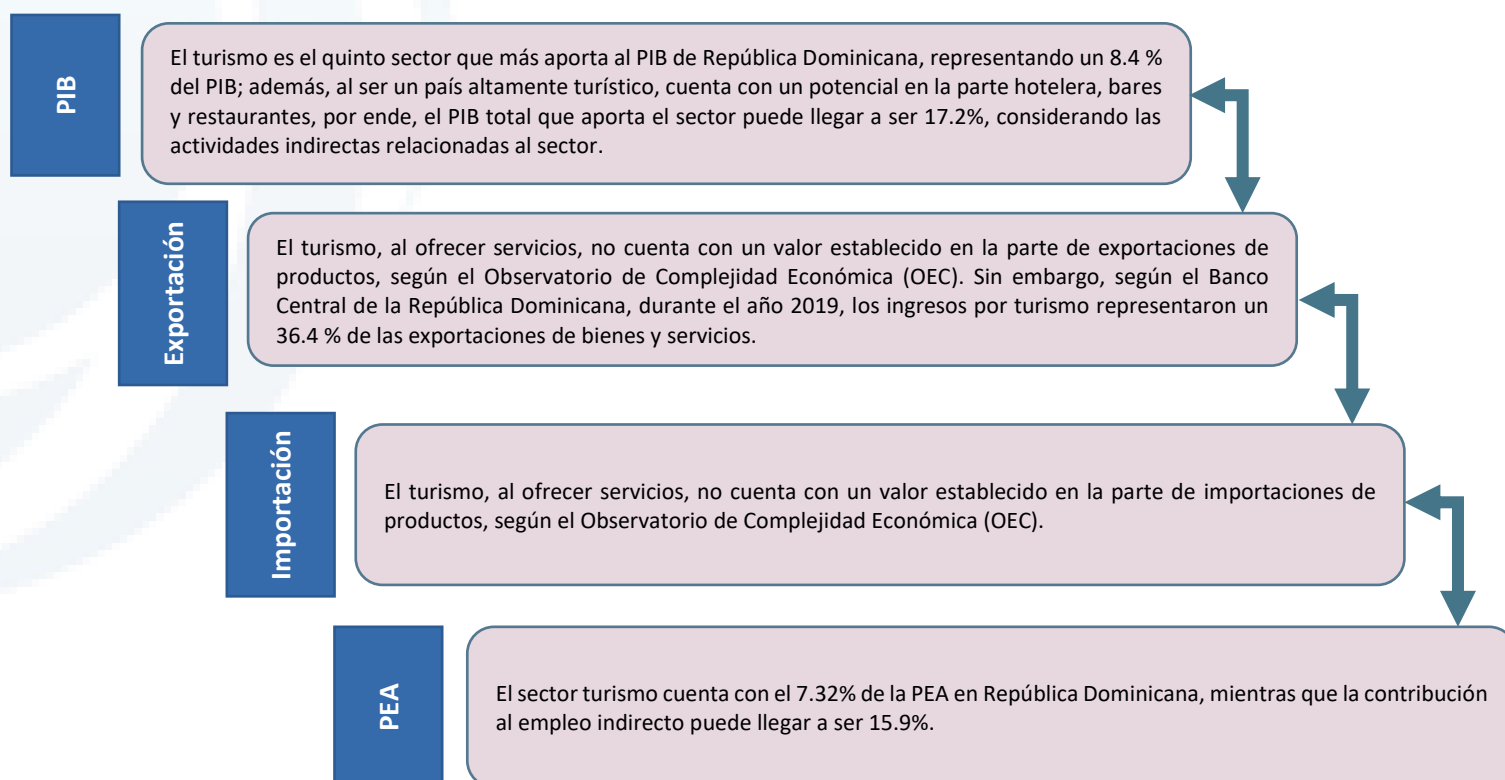 PIB
El turismo es el quinto sector que más aporta al PIB de República Dominicana, representando un 8.4 %
del PIB; además, al ser un país altamente turístico, cuenta con un potencial en la parte hotelera, bares
y restaurantes, por ende, el PIB total que aporta el sector puede llegar a ser 17.2%, considerando las
actividades indirectas relacionadas al sector.
Exportación
El turismo, al ofrecer servicios, no cuenta con un valor establecido en la parte de exportaciones de
productos, según el Observatorio de Complejidad Económica (OEC). Sin embargo, según el Banco
Central de la República Dominicana, durante el año 2019, los ingresos por turismo representaron un
36.4 % de las exportaciones de bienes y servicios.
Importación
El turismo, al ofrecer servicios, no cuenta con un valor establecido en la parte de importaciones de
productos, según el Observatorio de Complejidad Económica (OEC).
PEA
El sector turismo cuenta con el 7.32% de la PEA en República Dominicana, mientras que la contribución
al empleo indirecto puede llegar a ser 15.9%.